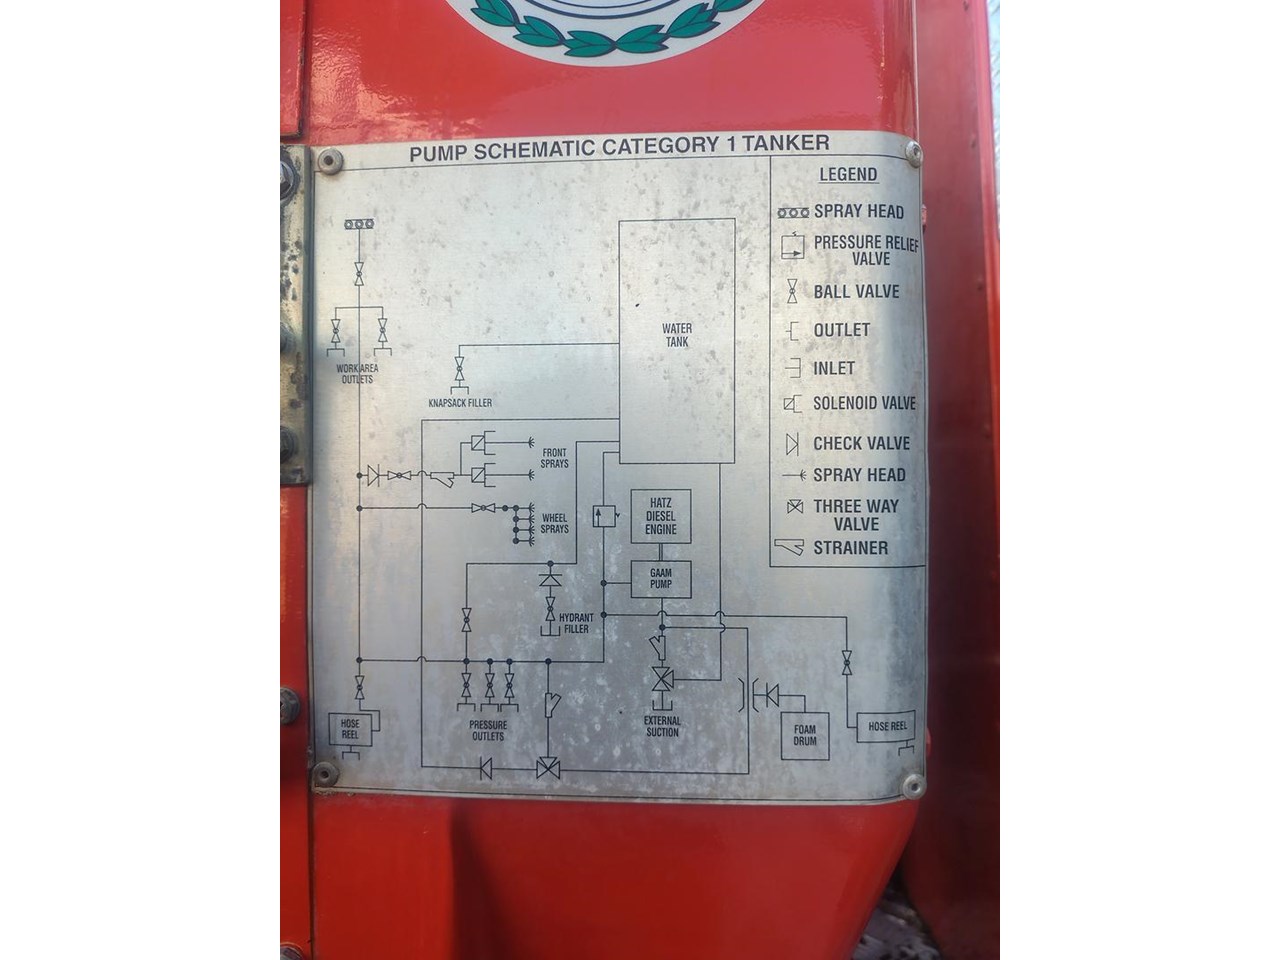 PUMP SCHEMATIC CATEGORY 1 TANKER
LEGEND
SPRAY HEAD
PRESSURE RELIEF
VALVE
BALL VALVE
OUTLET
INLET
SOLENOID VALVE
CHECK VALVE
SPRAY HEAD
THREE WAY
VALVE
STRAINER
WATER
TANK
WORK AREA
OUTLETS
KNAPSACK FILLER
FRONT
SPRAYS
WHEEL
SPRAYS
HATZ
DIESEL
ENGINE
GAAM
PUMP
HYDRANT
FILLER
HOSE
REEL
PRESSURE
OUTLETS
EXTERNAL
SUCTION
FOAM
DRUM
HOSE REEL